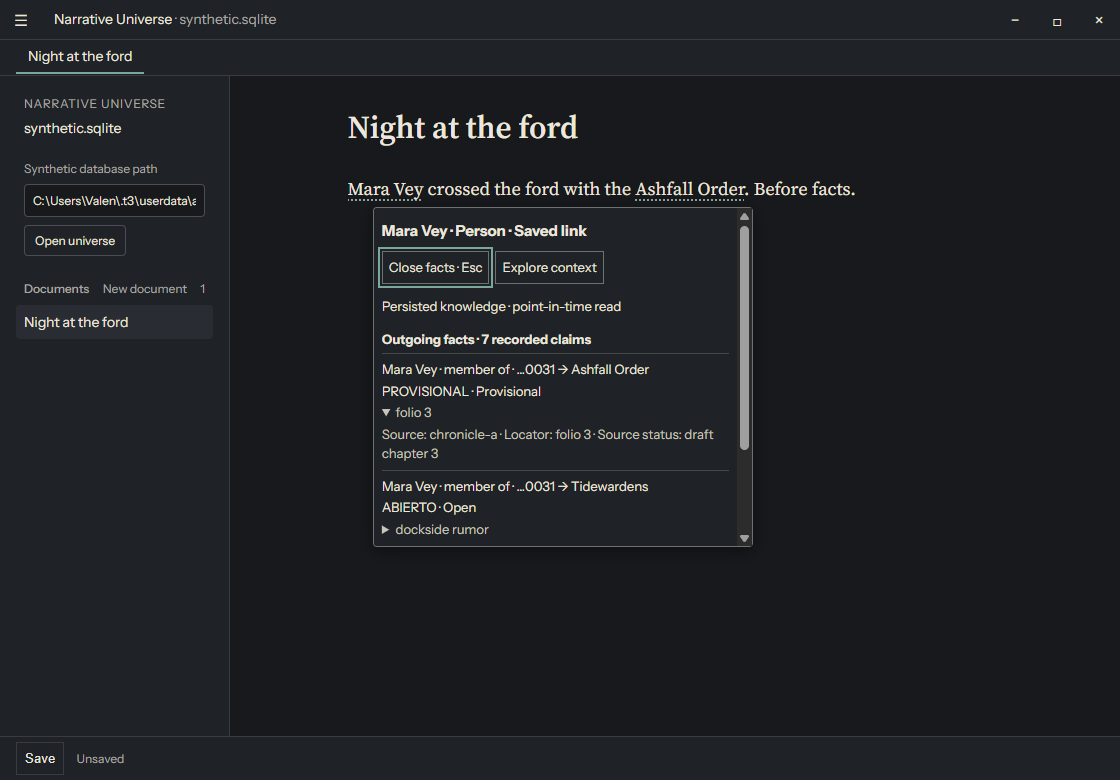 Narrative Universe · synthetic.sqlite
Night at the ford
NARRATIVE UNIVERSE
synthetic.sqlite
Synthetic database path
C:\Users\Valen\.t3\userdata\a
Open universe
Documents New document 1
Night at the ford
Night at the ford
Mara Vey crossed the ford with the Ashfall Order. Before facts.
Mara Vey · Person · Saved link
Close facts · Esc Explore context
Persisted knowledge · point-in-time read
Outgoing facts · 7 recorded claims
Mara Vey · member of · …0031 → Ashfall Order
PROVISIONAL · Provisional
▼ folio 3
Source: chronicle-a · Locator: folio 3 · Source status: draft
chapter 3
Mara Vey · member of · …0031 → Tidewardens
ABIERTO · Open
▶ dockside rumor
Save Unsaved